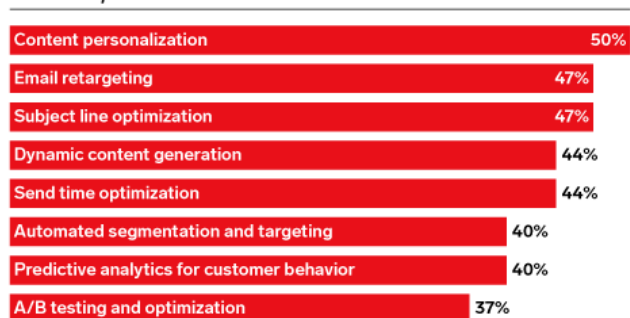 Content personalization 50%
Email retargeting 47%
Subject line optimization 47%
Dynamic content generation 44%
Send time optimization 44%
Automated segmentation and targeting 40%
Predictive analytics for customer behavior 40%
A/B testing and optimization 37%